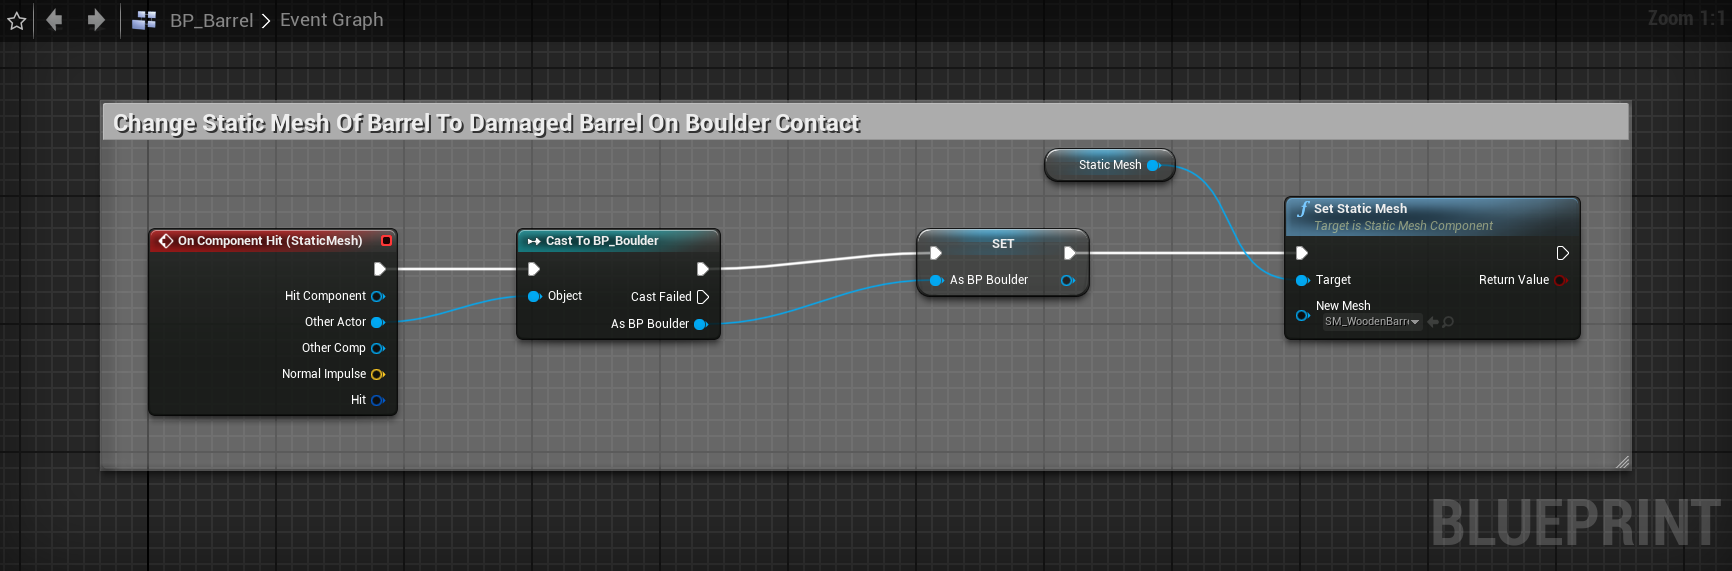 BP_Barrel > Event Graph
Zoom 1:1
Change Static Mesh Of Barrel To Damaged Barrel On Boulder Contact
Static Mesh
On Component Hit (StaticMesh)
Hit Component
Other Actor
Other Comp
Normal Impulse
Hit
Cast To BP_Boulder
Object
Cast Failed
As BP Boulder
SET
As BP Boulder
f Set Static Mesh
Target is Static Mesh Component
Target
Return Value
New Mesh
SM_WoodenBarre
BLUEPRINT